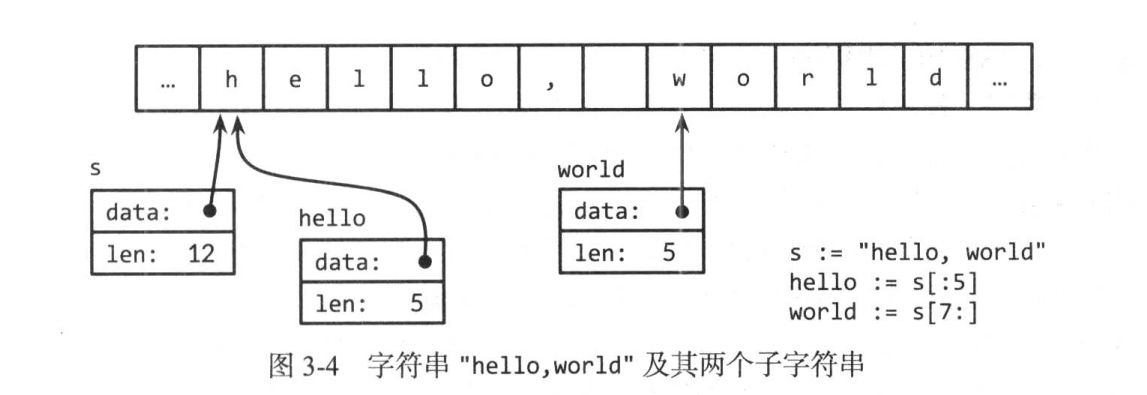 … h e l l o , w o r l d …
s
data:
len: 12
hello
data:
len: 5
world
data:
len: 5
s := "hello, world"
hello := s[:5]
world := s[7:]
图 3-4 字符串 "hello,world" 及其两个子字符串